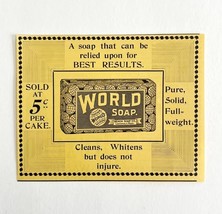 A soap that can be
relied upon for
BEST RESULTS.
SOLD
AT
5¢
PER
CAKE.
WORLD
SOAP.
Pure,
Solid,
Full-
weight.
Cleans, Whitens
but does not
injure.